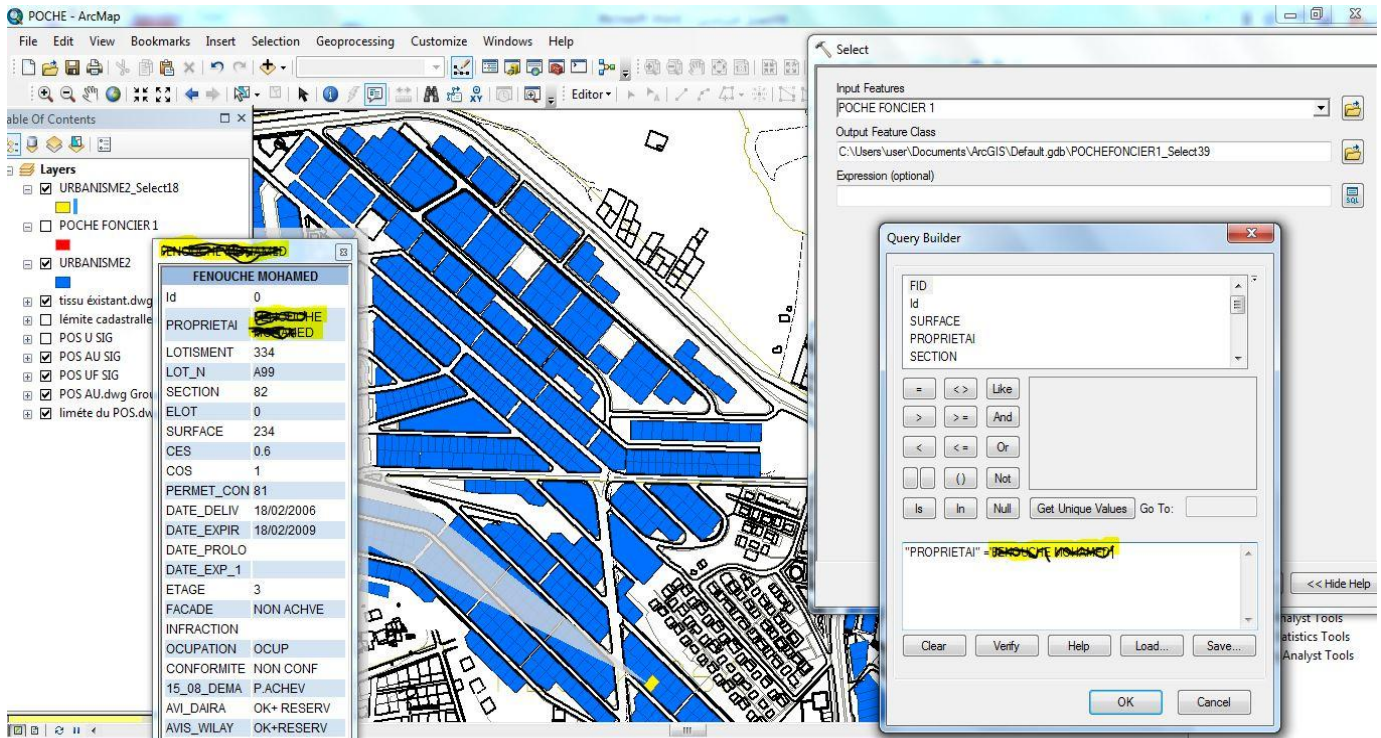 POCHE - ArcMap
File Edit View Bookmarks Insert Selection Geoprocessing Customize Windows Help
Editor
able Of Contents
Layers
URBANISME2_Select18
POCHE FONCIER 1
URBANISME2
tissu éxistant.dwg
lémite cadastralle
POS U SIG
POS AU SIG
POS UF SIG
POS AU.dwg Grou
liméte du POS.dw
FENOUCHE MOHAMED
Id 0
PROPRIETAI
LOTISMENT 334
LOT_N A99
SECTION 82
ELOT 0
SURFACE 234
CES 0.6
COS 1
PERMET_CON 81
DATE_DELIV 18/02/2006
DATE_EXPIR 18/02/2009
DATE_PROLO
DATE_EXP_1
ETAGE 3
FACADE NON ACHVE
INFRACTION
OCUPATION OCUP
CONFORMITE NON CONF
15_08_DEMA P.ACHEV
AVI_DAIRA OK+ RESERV
AVIS_WILAY OK+RESERV
Select
Input Features
POCHE FONCIER 1
Output Feature Class
C:\Users\user\Documents\ArcGIS\Default.gdb\POCHEFONCIER1_Select39
Expression (optional)
SQL
Query Builder
FID
Id
SURFACE
PROPRIETAI
SECTION
= < > Like
> > = And
< < = Or
( ) Not
Is In Null Get Unique Values Go To:
"PROPRIETAI" =
Clear Verify Help Load... Save...
OK Cancel
<< Hide Help
nalyst Tools
atistics Tools
Analyst Tools